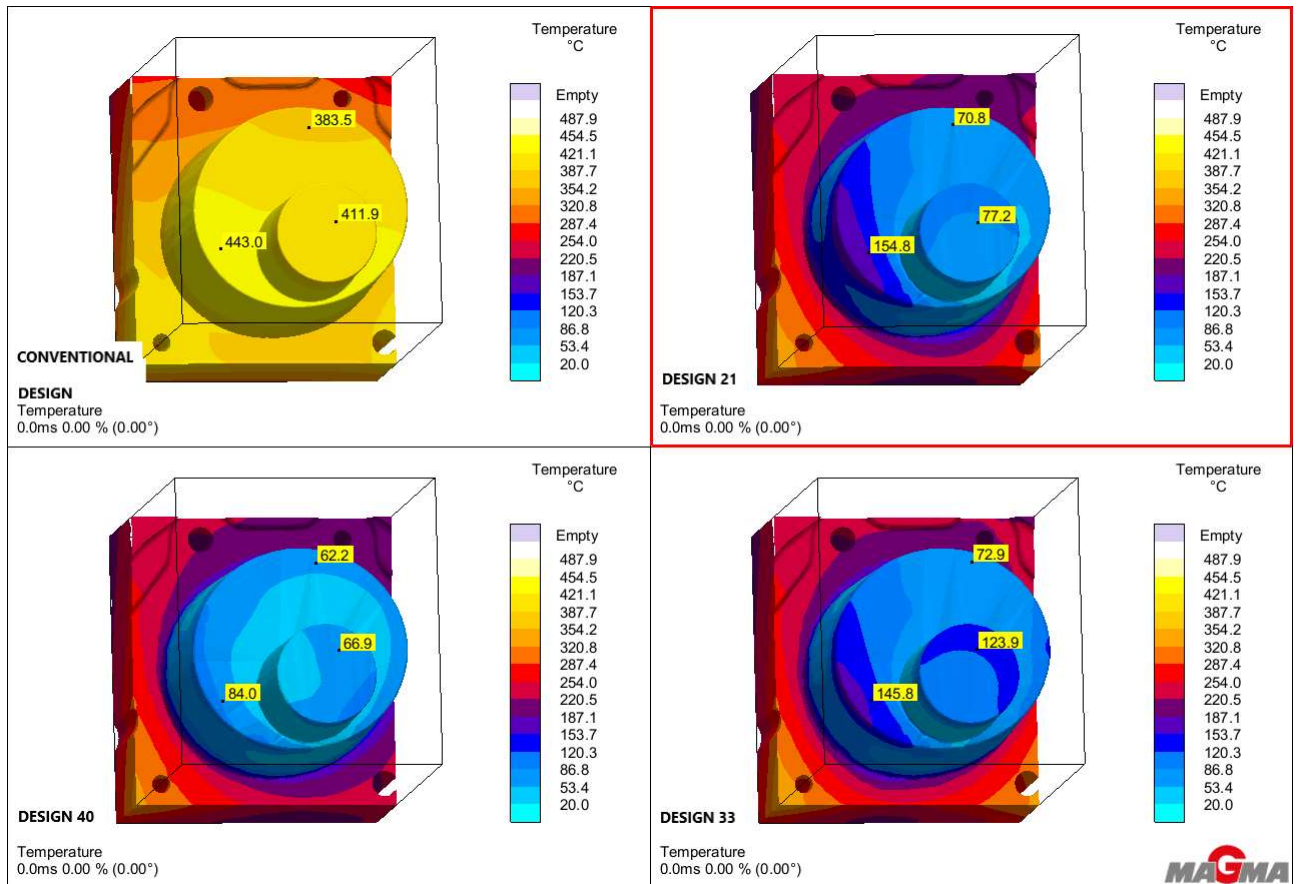 Temperature
°C
Empty
487.9
454.5
421.1
387.7
354.2
320.8
287.4
254.0
220.5
187.1
153.7
120.3
86.8
53.4
20.0
383.5
411.9
443.0
CONVENTIONAL
DESIGN
Temperature
0.0ms 0.00 % (0.00°)
Temperature
°C
Empty
487.9
454.5
421.1
387.7
354.2
320.8
287.4
254.0
220.5
187.1
153.7
120.3
86.8
53.4
20.0
70.8
77.2
154.8
DESIGN 21
Temperature
0.0ms 0.00 % (0.00°)
Temperature
°C
Empty
487.9
454.5
421.1
387.7
354.2
320.8
287.4
254.0
220.5
187.1
153.7
120.3
86.8
53.4
20.0
62.2
66.9
84.0
DESIGN 40
Temperature
0.0ms 0.00 % (0.00°)
Temperature
°C
Empty
487.9
454.5
421.1
387.7
354.2
320.8
287.4
254.0
220.5
187.1
153.7
120.3
86.8
53.4
20.0
72.9
123.9
145.8
DESIGN 33
Temperature
0.0ms 0.00 % (0.00°)
MAGMA